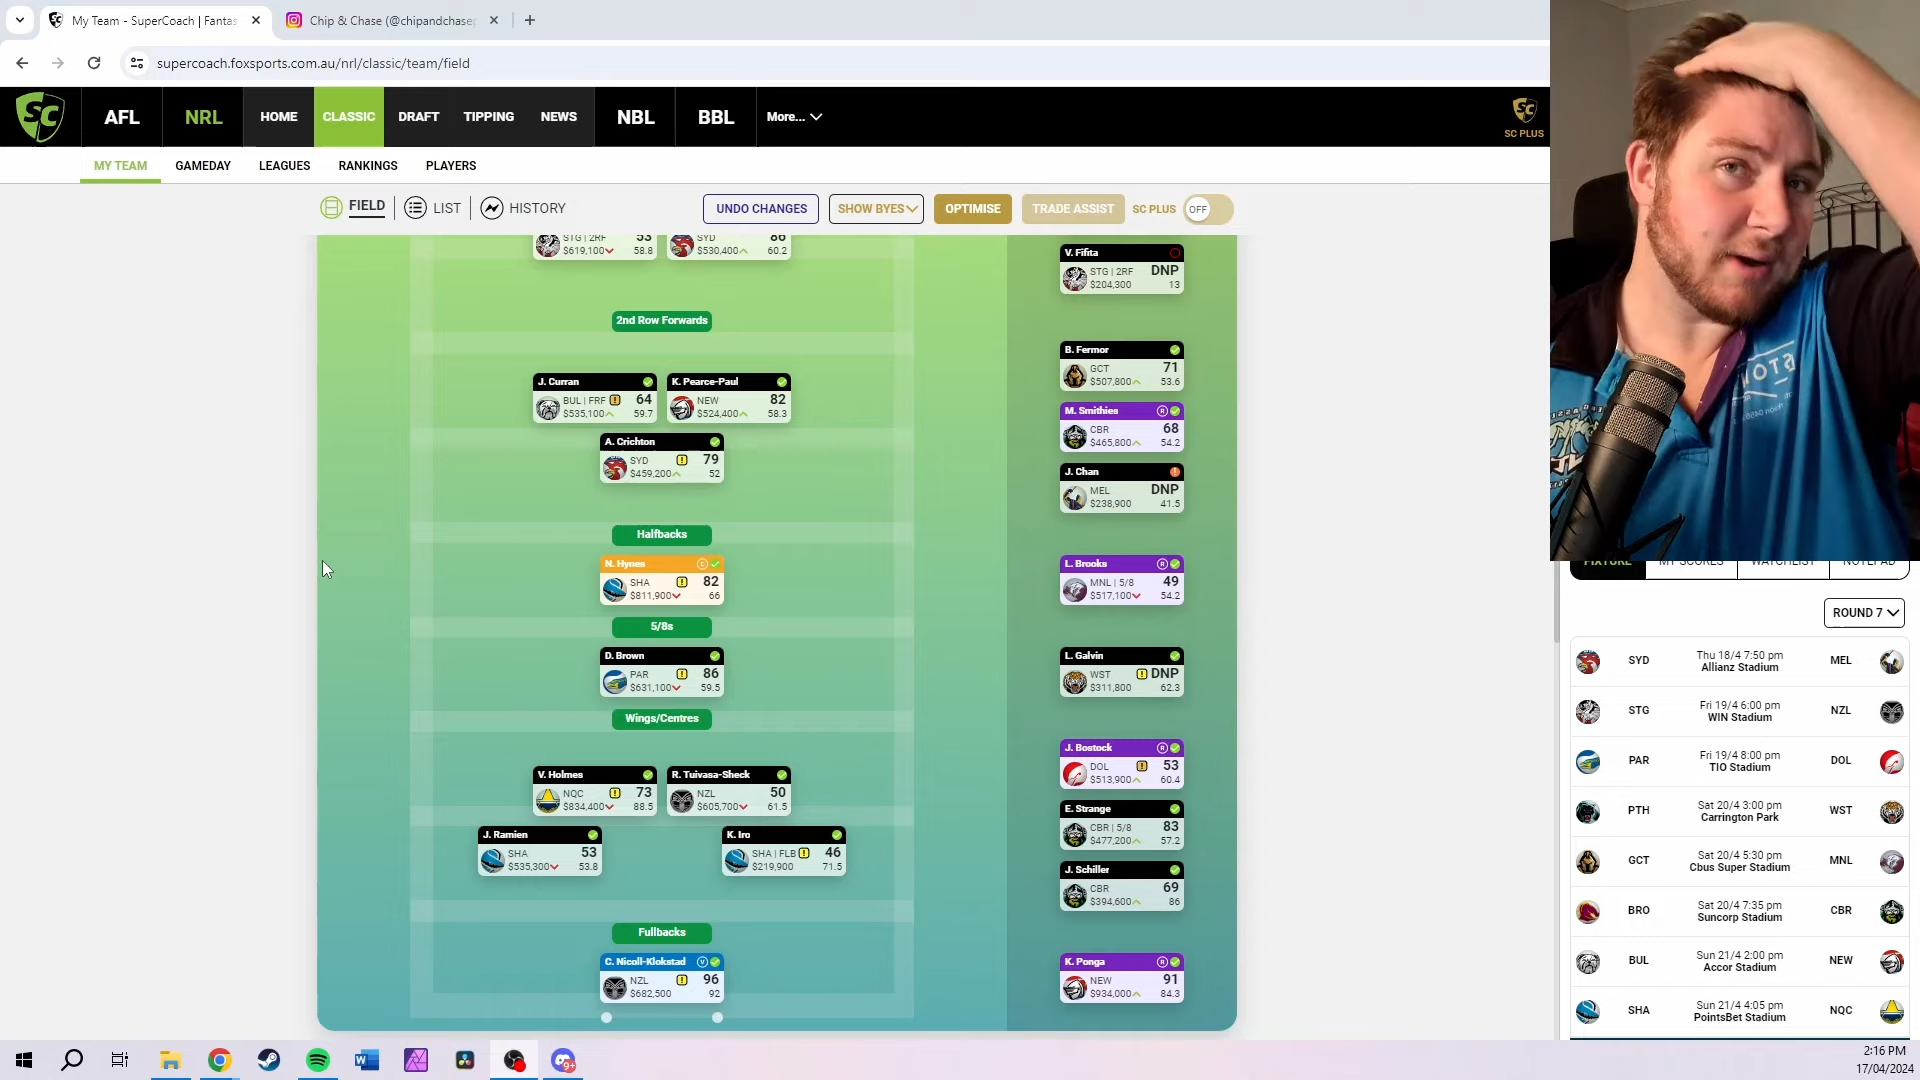 My Team - SuperCoach | Fantas
Chip & Chase (@chipandchase
supercoach.foxsports.com.au/nrl/classic/team/field
SC
AFL
NRL
HOME
CLASSIC
DRAFT
TIPPING
NEWS
NBL
BBL
More...
SC PLUS
MY TEAM
GAMEDAY
LEAGUES
RANKINGS
PLAYERS
FIELD
LIST
HISTORY
UNDO CHANGES
SHOW BYES
OPTIMISE
TRADE ASSIST
SC PLUS
OFF
STG | 2RF 53
$619,100 58.8
SYD 86
$530,400 60.2
V. Fifita
STG | 2RF DNP
$204,300 13
2nd Row Forwards
J. Curran
BUL | FRF 64
$535,100 59.7
K. Pearce-Paul
NEW 82
$524,400 58.3
A. Crichton
SYD 79
$459,200 52
B. Fermor
GCT 71
$507,800 53.6
M. Smithies R
CBR 68
$465,800 54.2
J. Chan
MEL DNP
$238,900 41.5
Halfbacks
N. Hynes C
SHA 82
$811,900 66
L. Brooks R
MNL | 5/8 49
$517,100 54.2
5/8s
D. Brown
PAR 86
$631,100 59.5
L. Galvin
WST DNP
$311,800 62.3
Wings/Centres
V. Holmes
NQC 73
$834,400 88.5
R. Tuivasa-Sheck
NZL 50
$605,700 61.5
J. Ramien
SHA 53
$535,300 53.8
K. Iro
SHA | FLB 46
$219,900 71.5
J. Bostock R
DOL 53
$513,900 60.4
E. Strange
CBR | 5/8 83
$477,200 57.2
J. Schiller
CBR 69
$394,600 86
Fullbacks
C. Nicoll-Klokstad V
NZL 96
$682,500 92
K. Ponga R
NEW 91
$934,000 84.3
FIXTURE
MY SCORES
WATCHLIST
NOTEPAD
ROUND 7
SYD Thu 18/4 7:50 pm MEL
Allianz Stadium
STG Fri 19/4 6:00 pm NZL
WIN Stadium
PAR Fri 19/4 8:00 pm DOL
TIO Stadium
PTH Sat 20/4 3:00 pm WST
Carrington Park
GCT Sat 20/4 5:30 pm MNL
Cbus Super Stadium
BRO Sat 20/4 7:35 pm CBR
Suncorp Stadium
BUL Sun 21/4 2:00 pm NEW
Accor Stadium
SHA Sun 21/4 4:05 pm NQC
PointsBet Stadium
9+
2:16 PM
17/04/2024